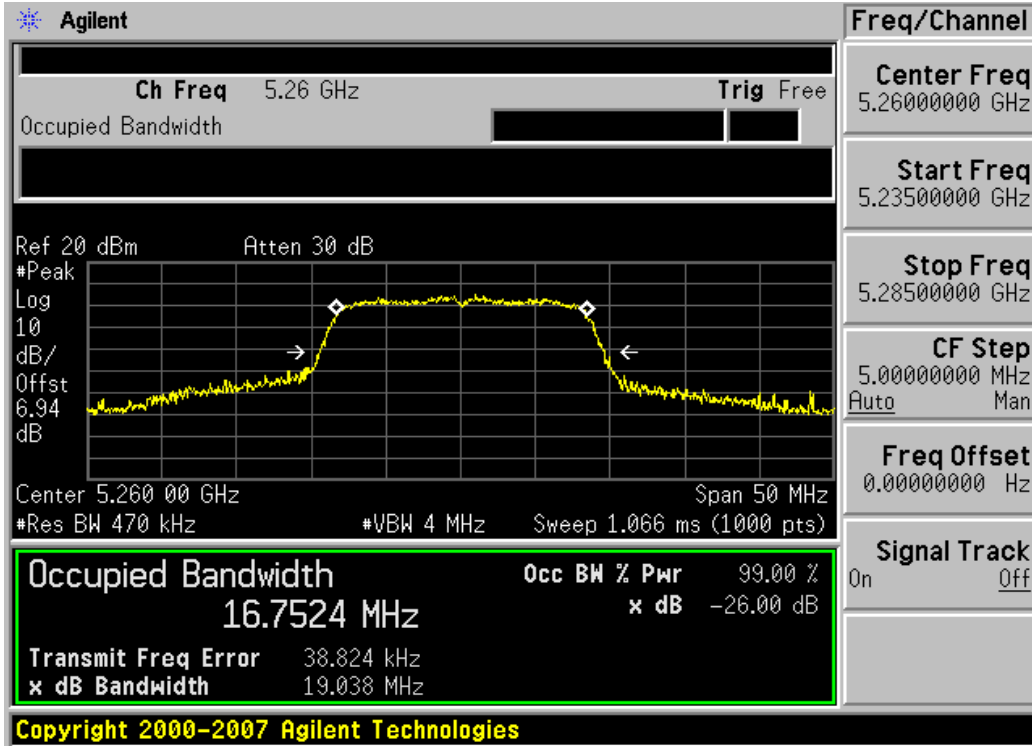 Agilent
Freq/Channel
Ch Freq 5.26 GHz Trig Free
Occupied Bandwidth
Center Freq
5.26000000 GHz
Start Freq
5.23500000 GHz
Stop Freq
5.28500000 GHz
CF Step
5.00000000 MHz
Auto Man
Freq Offset
0.00000000 Hz
Signal Track
On Off
Ref 20 dBm Atten 30 dB
#Peak
Log
10
dB/
Offst
6.94
dB
Center 5.260 00 GHz Span 50 MHz
#Res BW 470 kHz #VBW 4 MHz Sweep 1.066 ms (1000 pts)
Occupied Bandwidth
16.7524 MHz
Occ BW % Pwr 99.00 %
x dB -26.00 dB
Transmit Freq Error 38.824 kHz
x dB Bandwidth 19.038 MHz
Copyright 2000-2007 Agilent Technologies